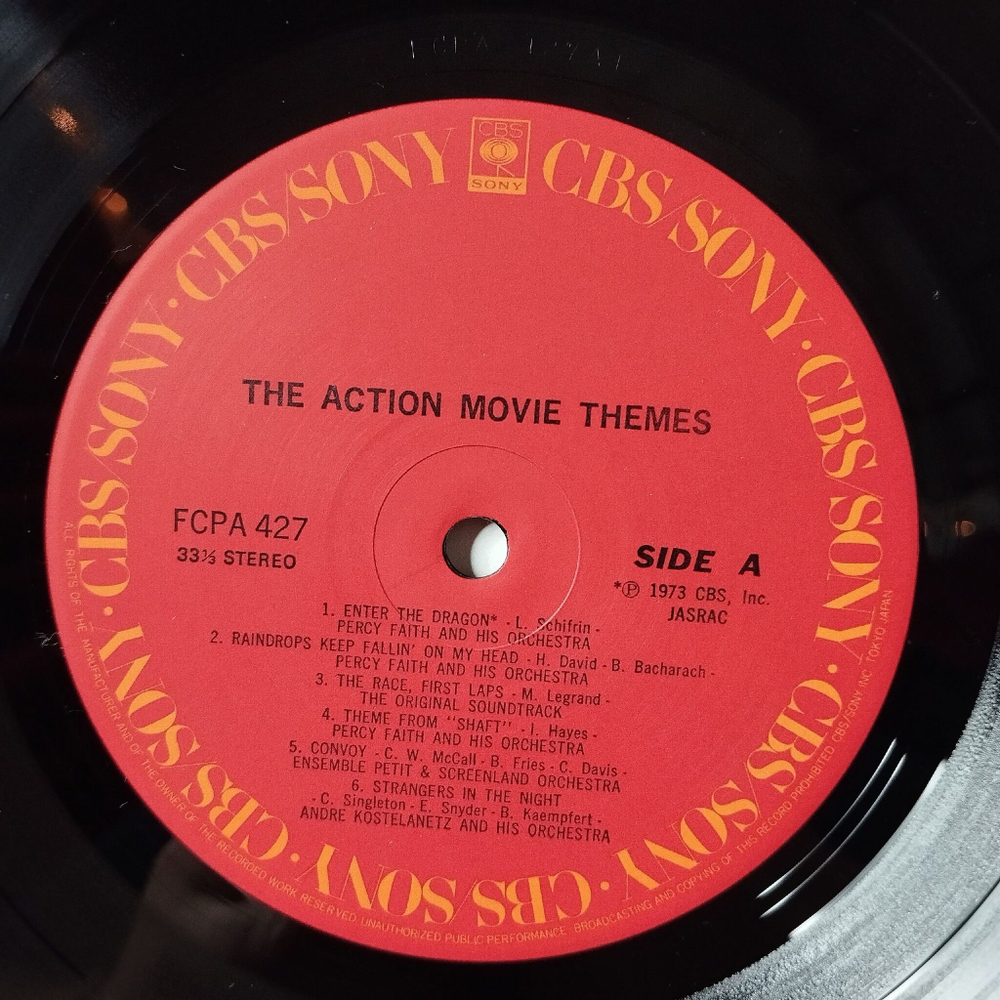 CBS
SONY
CBS/SONY · CBS/SONY · CBS/SONY · CBS/SONY · CBS/SONY · CBS/SONY · CBS/SONY · CBS/SONY · CBS/SONY · CBS/SONY
THE ACTION MOVIE THEMES
FCPA 427
33⅓ STEREO
SIDE A
*℗ 1973 CBS, Inc.
JASRAC
1. ENTER THE DRAGON* - L. Schifrin -
PERCY FAITH AND HIS ORCHESTRA
2. RAINDROPS KEEP FALLIN' ON MY HEAD - H. David - B. Bacharach -
PERCY FAITH AND HIS ORCHESTRA
3. THE RACE, FIRST LAPS - M. Legrand -
THE ORIGINAL SOUNDTRACK
4. THEME FROM "SHAFT" - I. Hayes -
PERCY FAITH AND HIS ORCHESTRA
5. CONVOY - C. W. McCall - B. Fries - C. Davis -
ENSEMBLE PETIT & SCREENLAND ORCHESTRA
6. STRANGERS IN THE NIGHT
- C. Singleton - E. Snyder - B. Kaempfert -
ANDRE KOSTELANETZ AND HIS ORCHESTRA
ALL RIGHTS OF THE MANUFACTURER AND OF THE OWNER OF THE RECORDED WORK RESERVED UNAUTHORIZED PUBLIC PERFORMANCE BROADCASTING AND COPYING OF THIS RECORD PROHIBITED CBS/SONY INC TOKYO JAPAN